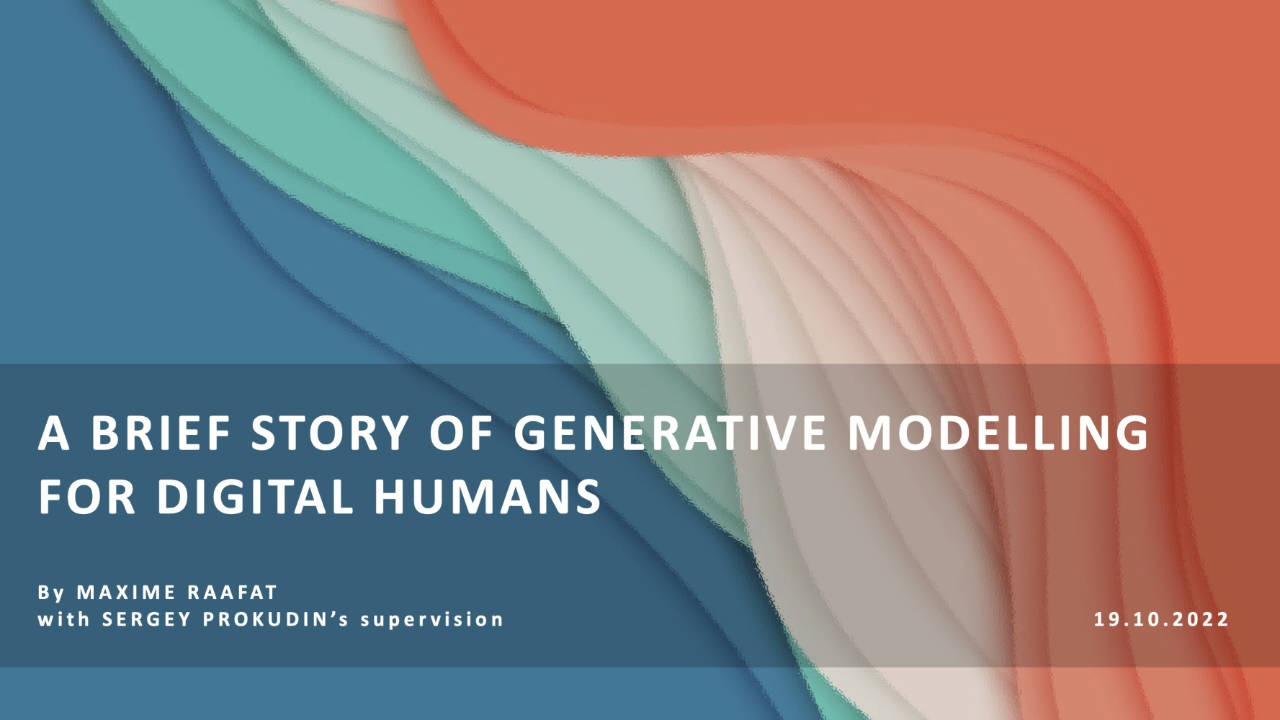 A BRIEF STORY OF GENERATIVE MODELLING
FOR DIGITAL HUMANS
By MAXIME RAAFAT
with SERGEY PROKUDIN’s supervision
19.10.2022